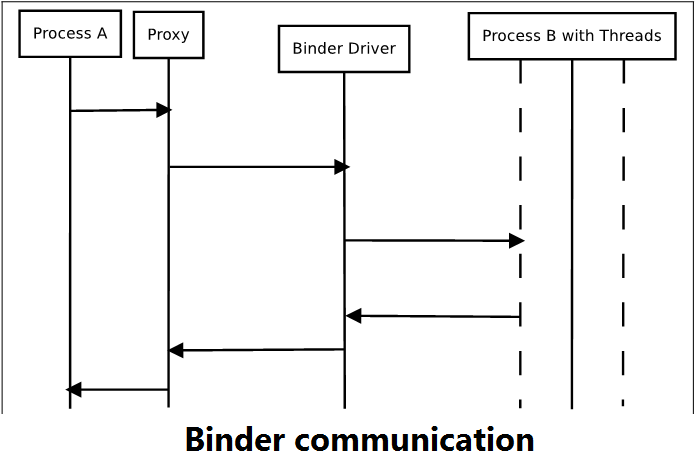 Process A
Proxy
Binder Driver
Process B with Threads
Binder communication